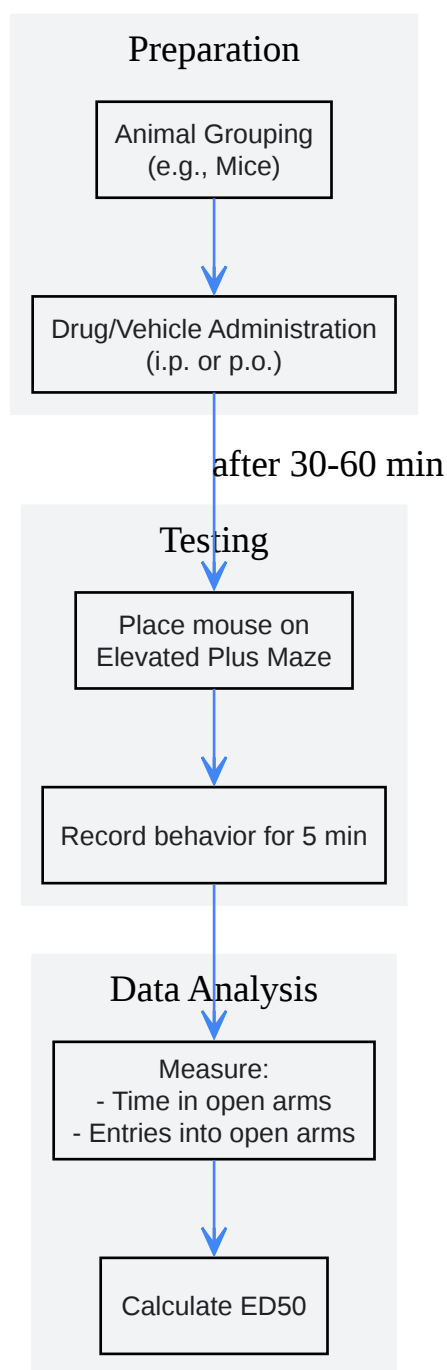 Preparation
Animal Grouping
(e.g., Mice)
Drug/Vehicle Administration
(i.p. or p.o.)
after 30-60 min
Testing
Place mouse on
Elevated Plus Maze
Record behavior for 5 min
Data Analysis
Measure:
- Time in open arms
- Entries into open arms
Calculate ED50